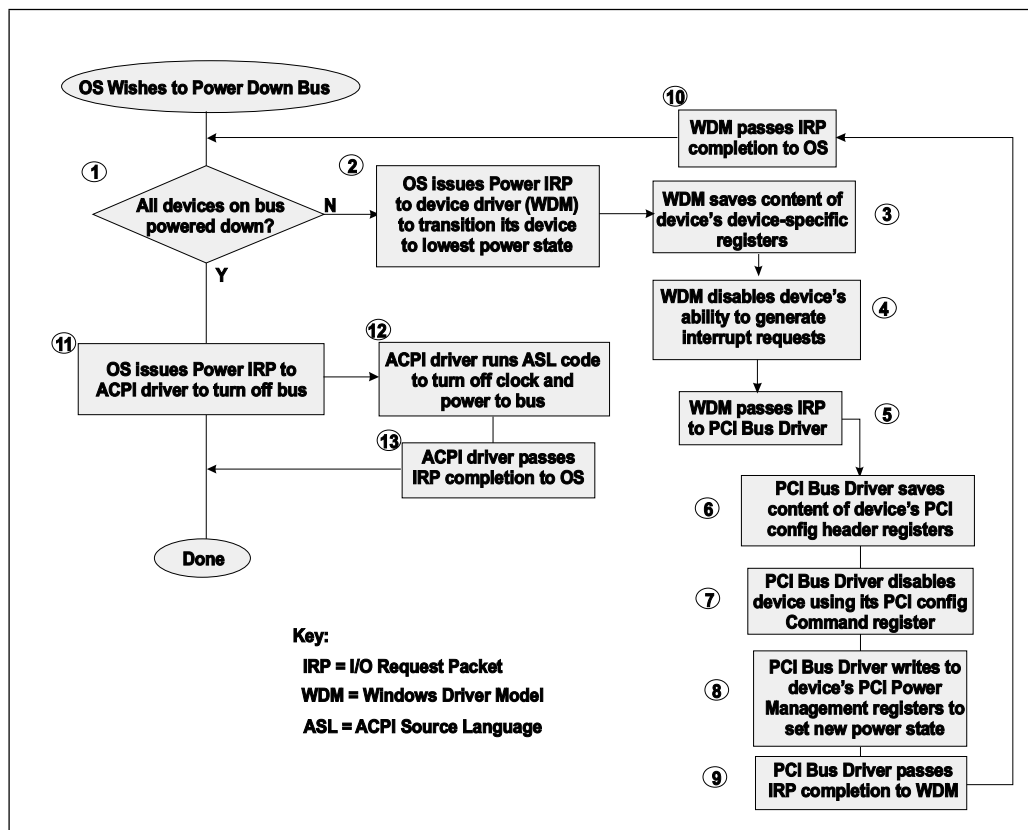 OS Wishes to Power Down Bus
1
All devices on bus
powered down?
N
Y
2
OS issues Power IRP
to device driver (WDM)
to transition its device
to lowest power state
3
WDM saves content of
device's device-specific
registers
4
WDM disables device's
ability to generate
interrupt requests
5
WDM passes IRP
to PCI Bus Driver
6
PCI Bus Driver saves
content of device's PCI
config header registers
7
PCI Bus Driver disables
device using its PCI config
Command register
8
PCI Bus Driver writes to
device's PCI Power
Management registers to
set new power state
9
PCI Bus Driver passes
IRP completion to WDM
10
WDM passes IRP
completion to OS
11
OS issues Power IRP to
ACPI driver to turn off bus
12
ACPI driver runs ASL code
to turn off clock and
power to bus
13
ACPI driver passes
IRP completion to OS
Done
Key:
IRP = I/O Request Packet
WDM = Windows Driver Model
ASL = ACPI Source Language